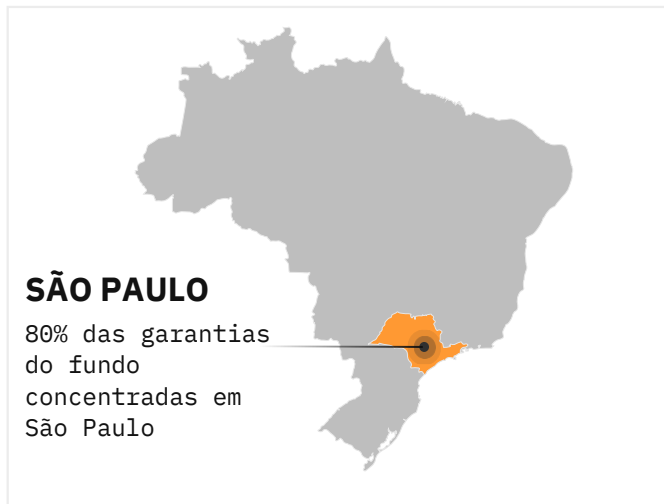 SÃO PAULO
80% das garantias
do fundo
concentradas em
São Paulo